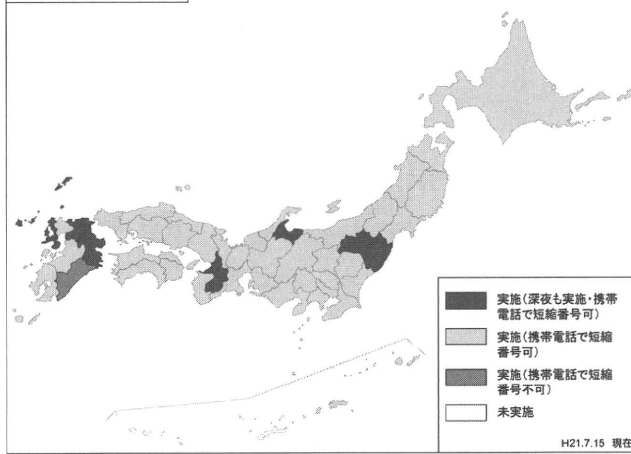 実施(深夜も実施・携帯
電話で短縮番号可)
実施(携帯電話で短縮
番号可)
実施(携帯電話で短縮
番号不可)
未実施
H21.7.15 現在